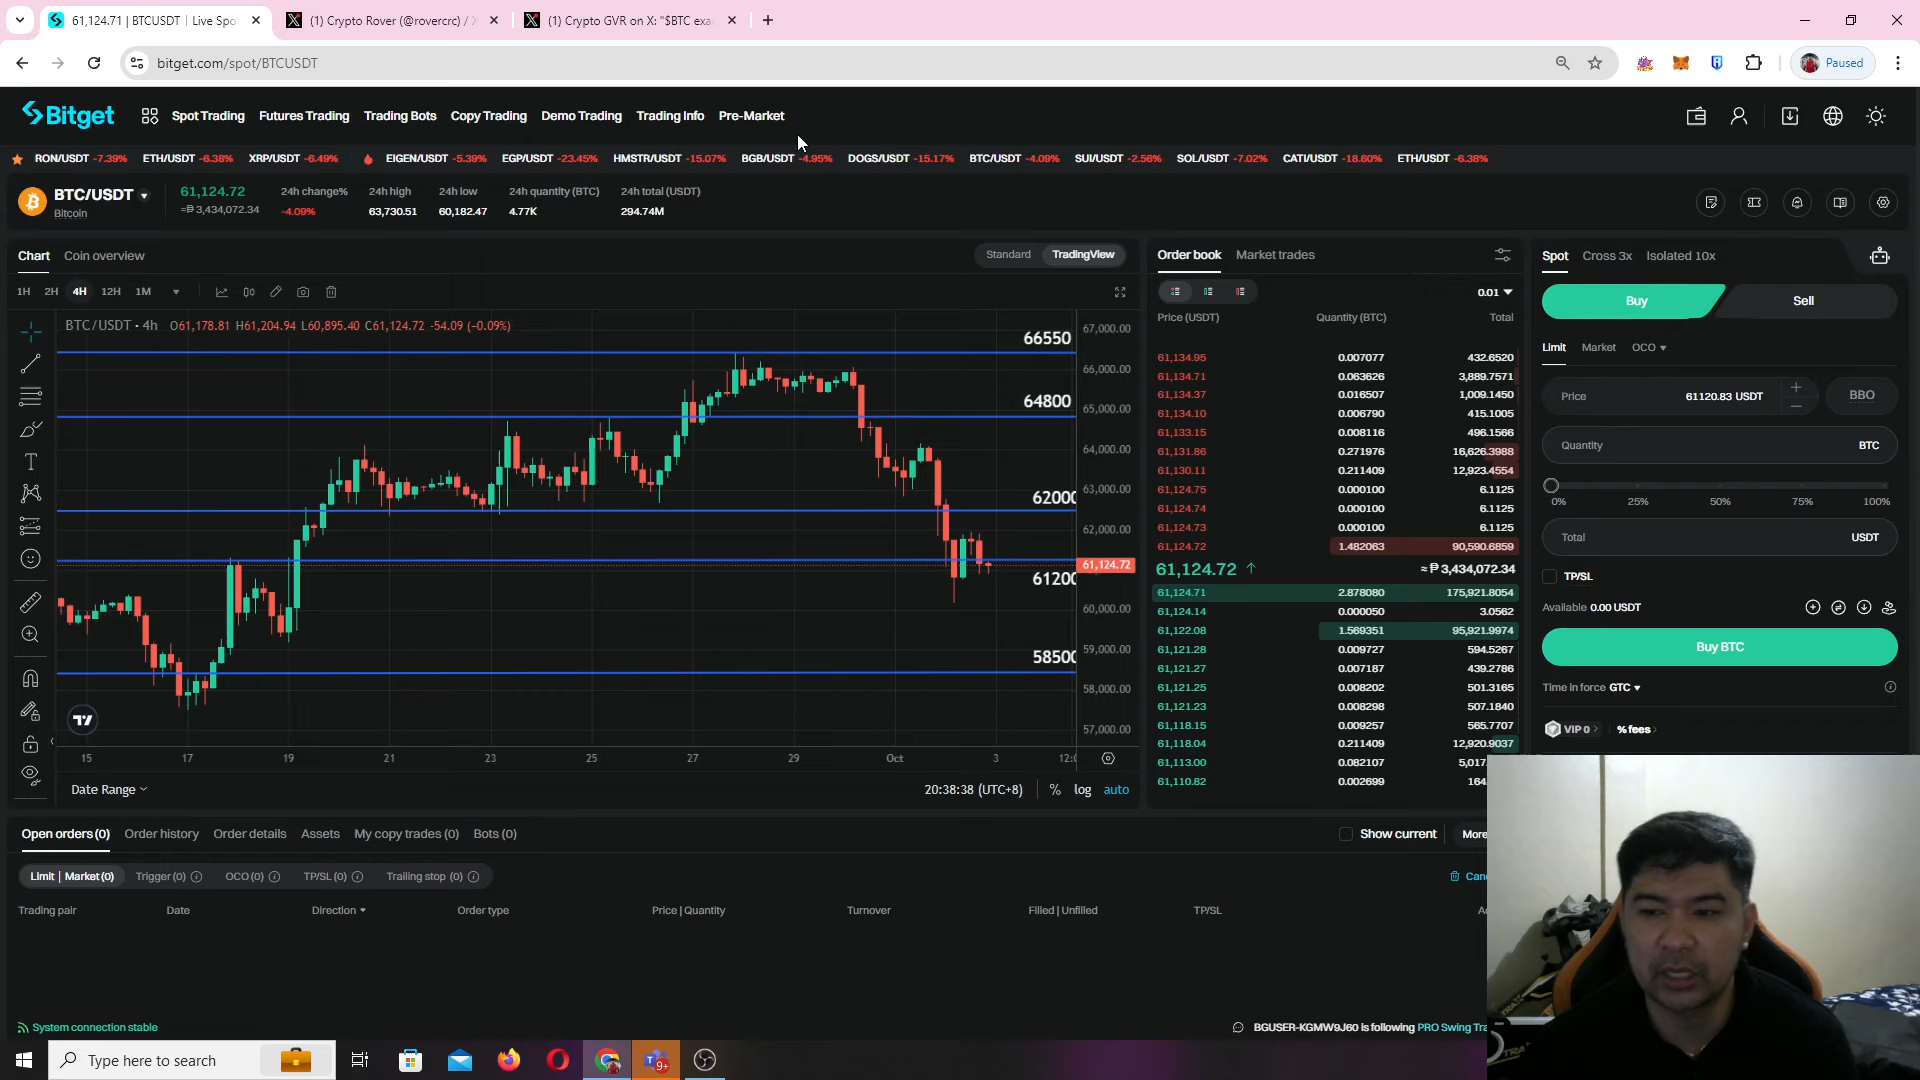 61,124.71 | BTCUSDT | Live Spo
(1) Crypto Rover (@rovercrc) / X
(1) Crypto GVR on X: "$BTC exa
bitget.com/spot/BTCUSDT
Paused
Bitget
Spot Trading Futures Trading Trading Bots Copy Trading Demo Trading Trading Info Pre-Market
RON/USDT -7.39% ETH/USDT -6.38% XRP/USDT -6.49% EIGEN/USDT -5.39% EGP/USDT -23.45% HMSTR/USDT -15.07% BGB/USDT -4.95% DOGS/USDT -15.17% BTC/USDT -4.09% SUI/USDT -2.56% SOL/USDT -7.02% CATI/USDT -18.60% ETH/USDT -6.38%
BTC/USDT
Bitcoin
61,124.72
≈₱3,434,072.34
24h change% 24h high 24h low 24h quantity (BTC) 24h total (USDT)
-4.09% 63,730.51 60,182.47 4.77K 294.74M
Chart Coin overview
Standard TradingView
1H 2H 4H 12H 1M
BTC/USDT · 4h O61,178.81 H61,204.94 L60,895.40 C61,124.72 -54.09 (-0.09%)
66550
64800
62000
61200
58500
67,000.00
66,000.00
65,000.00
64,000.00
63,000.00
62,000.00
61,124.72
60,000.00
59,000.00
58,000.00
57,000.00
15 17 19 21 23 25 27 29 Oct 3 12:0
Date Range
20:38:38 (UTC+8)
% log auto
Order book Market trades
0.01
Price (USDT) Quantity (BTC) Total
61,134.95 0.007077 432.6520
61,134.71 0.063626 3,889.7571
61,134.37 0.016507 1,009.1450
61,134.10 0.006790 415.1005
61,133.15 0.008116 496.1566
61,131.86 0.271976 16,626.3988
61,130.11 0.211409 12,923.4554
61,124.75 0.000100 6.1125
61,124.74 0.000100 6.1125
61,124.73 0.000100 6.1125
61,124.72 1.482063 90,590.6859
61,124.72 ↑ ≈₱3,434,072.34
61,124.71 2.878080 175,921.8054
61,124.14 0.000050 3.0562
61,122.08 1.569351 95,921.9974
61,121.28 0.009727 594.5267
61,121.27 0.007187 439.2786
61,121.25 0.008202 501.3165
61,121.23 0.008298 507.1840
61,118.15 0.009257 565.7707
61,118.04 0.211409 12,920.9037
61,113.00 0.082107 5,017.
61,110.82 0.002699 164.
Spot Cross 3x Isolated 10x
Buy Sell
Limit Market OCO
Price 61120.83 USDT
BBO
Quantity BTC
0% 25% 50% 75% 100%
Total USDT
TP/SL
Available 0.00 USDT
Buy BTC
Time in force GTC
VIP 0 % fees
Open orders (0) Order history Order details Assets My copy trades (0) Bots (0)
Show current
More
Limit | Market (0) Trigger (0) OCO (0) TP/SL (0) Trailing stop (0)
Canc
Trading pair Date Direction Order type Price | Quantity Turnover Filled | Unfilled TP/SL
System connection stable
BGUSER-KGMW9J60 is following PRO Swing Tra
Type here to search
9+